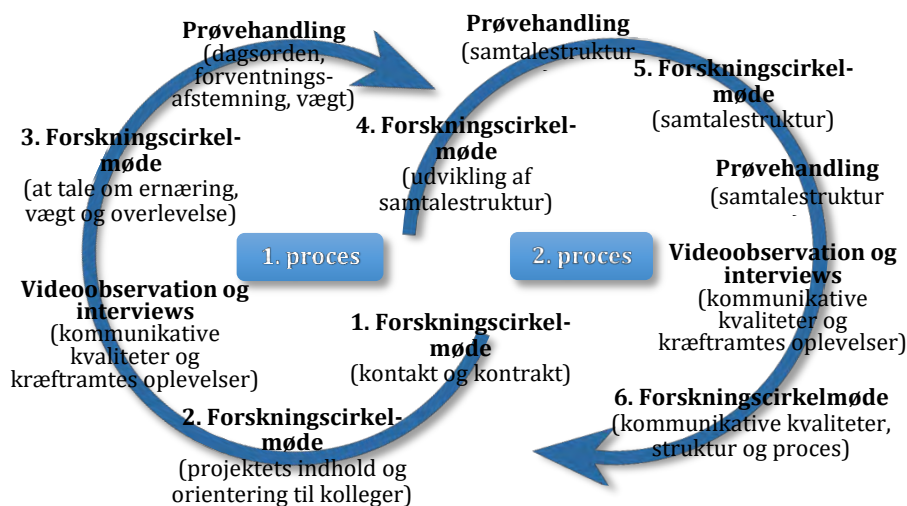 1. proces
1. Forskningscirkel-
møde
(kontakt og kontrakt)
2. Forskningscirkel-
møde
(projektets indhold og
orientering til kolleger)
Videoobservation og
interviews
(kommunikative
kvaliteter og
kræftramtes oplevelser)
3. Forskningscirkel-
møde
(at tale om ernæring,
vægt og overlevelse)
Prøvehandling
(dagsorden,
forventnings-
afstemning, vægt)
2. proces
4. Forskningscirkel-
møde
(udvikling af
samtalestruktur)
Prøvehandling
(samtalestruktur
5. Forskningscirkel-
møde
(samtalestruktur)
Prøvehandling
(samtalestruktur
Videoobservation og
interviews
(kommunikative
kvaliteter og
kræftramtes oplevelser)
6. Forskningscirkelmøde
(kommunikative kvaliteter,
struktur og proces)